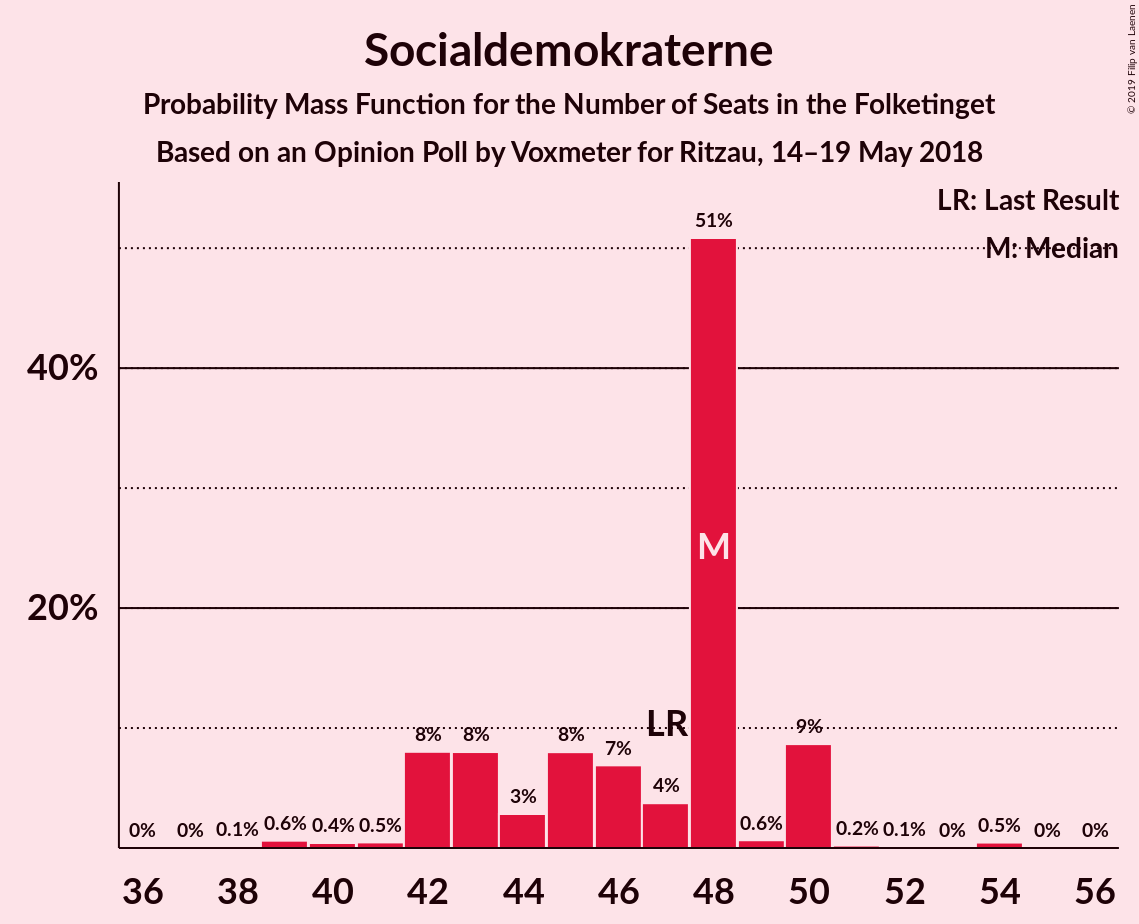 © 2019 Filip van Laenen
Socialdemokraterne
Probability Mass Function for the Number of Seats in the Folketinget
Based on an Opinion Poll by Voxmeter for Ritzau, 14–19 May 2018
LR: Last Result
M: Median
51%
40%
M
20%
LR
8% 8% 8% 9%
7%
4%
3%
0% 0% 0.1% 0.6% 0.4% 0.5% 0.6% 0.2% 0.1% 0% 0.5% 0% 0%
36 38 40 42 44 46 48 50 52 54 56